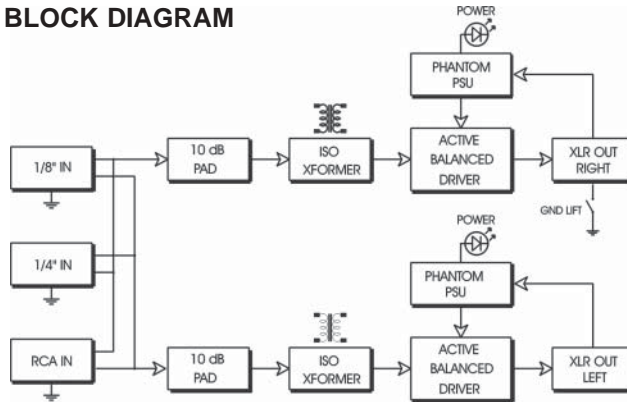 BLOCK DIAGRAM
POWER
PHANTOM
PSU
1/8" IN
10 dB
PAD
ISO
XFORMER
ACTIVE
BALANCED
DRIVER
XLR OUT
RIGHT
GND LIFT
1/4" IN
POWER
PHANTOM
PSU
RCA IN
10 dB
PAD
ISO
XFORMER
ACTIVE
BALANCED
DRIVER
XLR OUT
LEFT